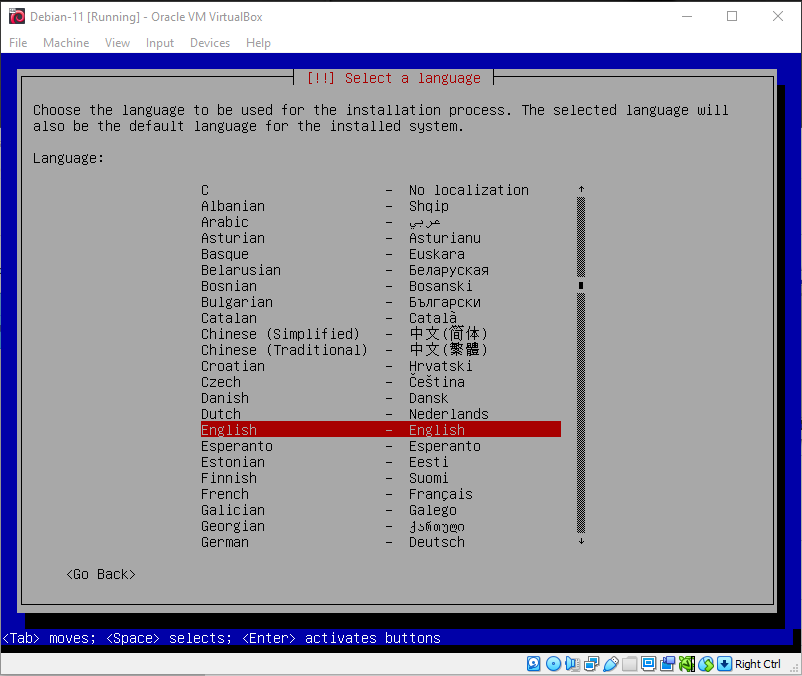 Debian-11 [Running] - Oracle VM VirtualBox
File Machine View Input Devices Help
[!!] Select a language
Choose the language to be used for the installation process. The selected language will
also be the default language for the installed system.
Language:
C - No localization ↑
Albanian - Shqip
Arabic - عربي
Asturian - Asturianu
Basque - Euskara
Belarusian - Беларуская
Bosnian - Bosanski
Bulgarian - Български
Catalan - Català
Chinese (Simplified) - 中文(简体)
Chinese (Traditional) - 中文(繁體)
Croatian - Hrvatski
Czech - Čeština
Danish - Dansk
Dutch - Nederlands
English - English
Esperanto - Esperanto
Estonian - Eesti
Finnish - Suomi
French - Français
Galician - Galego
Georgian - ქართული
German - Deutsch ↓
<Go Back>
<Tab> moves; <Space> selects; <Enter> activates buttons
Right Ctrl